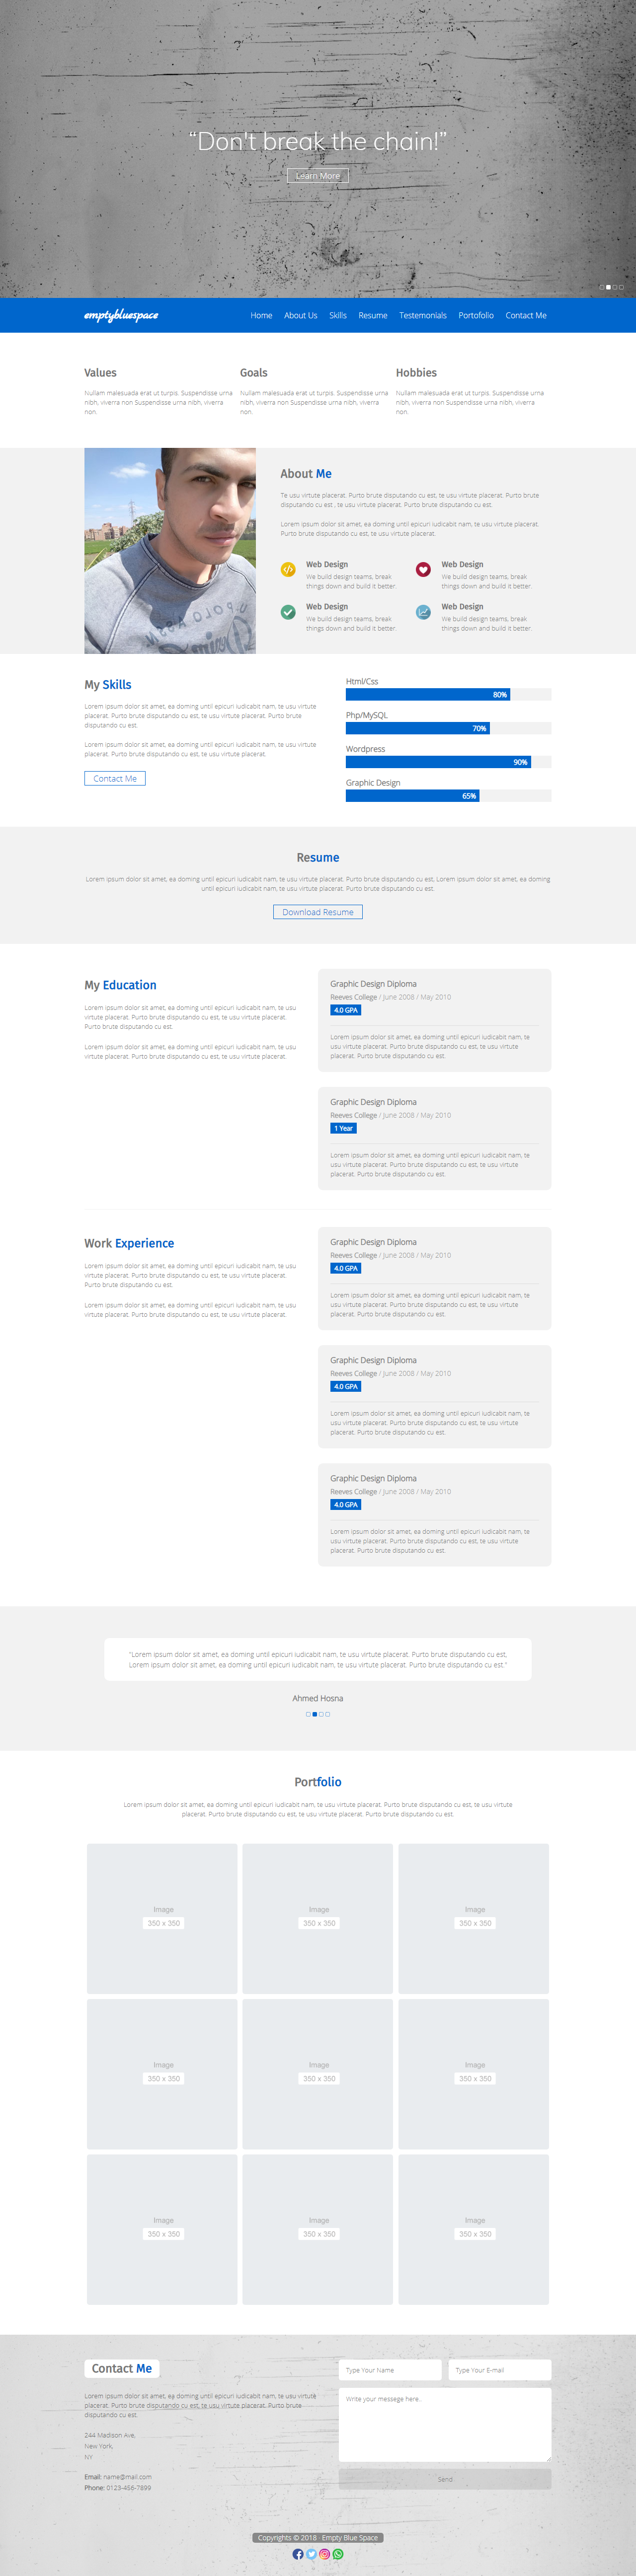 “Don't break the chain!”
Learn More
emptybluespace
Home About Us Skills Resume Testemonials Portofolio Contact Me
Values
Nullam malesuada erat ut turpis. Suspendisse urna
nibh, viverra non Suspendisse urna nibh, viverra
non.
Goals
Nullam malesuada erat ut turpis. Suspendisse urna
nibh, viverra non Suspendisse urna nibh, viverra
non.
Hobbies
Nullam malesuada erat ut turpis. Suspendisse urna
nibh, viverra non Suspendisse urna nibh, viverra
non.
About Me
Te usu virtute placerat. Purto brute disputando cu est, te usu virtute placerat. Purto brute
disputando cu est , te usu virtute placerat. Purto brute disputando cu est.
Lorem ipsum dolor sit amet, ea doming until epicuri iudicabit nam, te usu virtute placerat.
Purto brute disputando cu est, te usu virtute placerat.
Web Design
We build design teams, break
things down and build it better.
Web Design
We build design teams, break
things down and build it better.
Web Design
We build design teams, break
things down and build it better.
Web Design
We build design teams, break
things down and build it better.
My Skills
Lorem ipsum dolor sit amet, ea doming until epicuri iudicabit nam, te usu virtute
placerat. Purto brute disputando cu est, te usu virtute placerat. Purto brute
disputando cu est.
Lorem ipsum dolor sit amet, ea doming until epicuri iudicabit nam, te usu virtute
placerat. Purto brute disputando cu est, te usu virtute placerat.
Contact Me
Html/Css
80%
Php/MySQL
70%
Wordpress
90%
Graphic Design
65%
Resume
Lorem ipsum dolor sit amet, ea doming until epicuri iudicabit nam, te usu virtute placerat. Purto brute disputando cu est, Lorem ipsum dolor sit amet, ea doming
until epicuri iudicabit nam, te usu virtute placerat. Purto brute disputando cu est.
Download Resume
My Education
Lorem ipsum dolor sit amet, ea doming until epicuri iudicabit nam, te usu
virtute placerat. Purto brute disputando cu est, te usu virtute placerat.
Purto brute disputando cu est.
Lorem ipsum dolor sit amet, ea doming until epicuri iudicabit nam, te usu
virtute placerat. Purto brute disputando cu est, te usu virtute placerat.
Graphic Design Diploma
Reeves College / June 2008 / May 2010
4.0 GPA
Lorem ipsum dolor sit amet, ea doming until epicuri iudicabit nam, te
usu virtute placerat. Purto brute disputando cu est, te usu virtute
placerat. Purto brute disputando cu est.
Graphic Design Diploma
Reeves College / June 2008 / May 2010
1 Year
Lorem ipsum dolor sit amet, ea doming until epicuri iudicabit nam, te
usu virtute placerat. Purto brute disputando cu est, te usu virtute
placerat. Purto brute disputando cu est.
Work Experience
Lorem ipsum dolor sit amet, ea doming until epicuri iudicabit nam, te usu
virtute placerat. Purto brute disputando cu est, te usu virtute placerat.
Purto brute disputando cu est.
Lorem ipsum dolor sit amet, ea doming until epicuri iudicabit nam, te usu
virtute placerat. Purto brute disputando cu est, te usu virtute placerat.
Graphic Design Diploma
Reeves College / June 2008 / May 2010
4.0 GPA
Lorem ipsum dolor sit amet, ea doming until epicuri iudicabit nam, te
usu virtute placerat. Purto brute disputando cu est, te usu virtute
placerat. Purto brute disputando cu est.
Graphic Design Diploma
Reeves College / June 2008 / May 2010
4.0 GPA
Lorem ipsum dolor sit amet, ea doming until epicuri iudicabit nam, te
usu virtute placerat. Purto brute disputando cu est, te usu virtute
placerat. Purto brute disputando cu est.
Graphic Design Diploma
Reeves College / June 2008 / May 2010
4.0 GPA
Lorem ipsum dolor sit amet, ea doming until epicuri iudicabit nam, te
usu virtute placerat. Purto brute disputando cu est, te usu virtute
placerat. Purto brute disputando cu est.
"Lorem ipsum dolor sit amet, ea doming until epicuri iudicabit nam, te usu virtute placerat. Purto brute disputando cu est,
Lorem ipsum dolor sit amet, ea doming until epicuri iudicabit nam, te usu virtute placerat. Purto brute disputando cu est."
Ahmed Hosna
Portfolio
Lorem ipsum dolor sit amet, ea doming until epicuri iudicabit nam, te usu virtute placerat. Purto brute disputando cu est, te usu virtute
placerat. Purto brute disputando cu est, te usu virtute placerat. Purto brute disputando cu est.
Image Image Image
350 x 350 350 x 350 350 x 350
Image Image Image
350 x 350 350 x 350 350 x 350
Image Image Image
350 x 350 350 x 350 350 x 350
Contact Me
Lorem ipsum dolor sit amet, ea doming until epicuri iudicabit nam, te usu virtute
placerat. Purto brute disputando cu est, te usu virtute placerat. Purto brute
disputando cu est.
244 Madison Ave,
New York,
NY
Email: name@mail.com
Phone: 0123-456-7899
Type Your Name
Type Your E-mail
Write your messege here..
Send
Copyrights © 2018 · Empty Blue Space